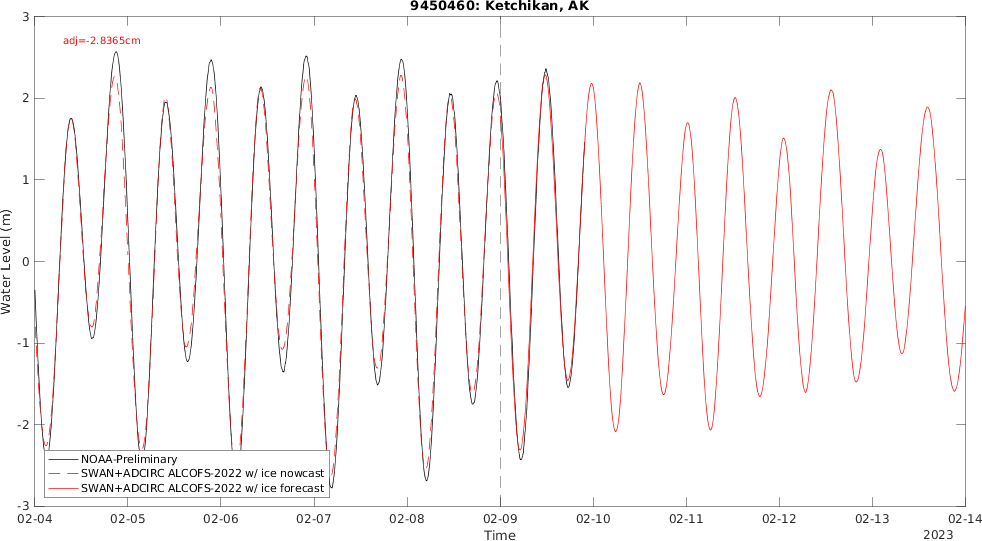 9450460: Ketchikan, AK
adj=-2.8365cm
3
2
1
0
-1
-2
-3
Water Level (m)
NOAA-Preliminary
SWAN+ADCIRC ALCOFS-2022 w/ ice nowcast
SWAN+ADCIRC ALCOFS-2022 w/ ice forecast
02-04 02-05 02-06 02-07 02-08 02-09 02-10 02-11 02-12 02-13 02-14
Time
2023